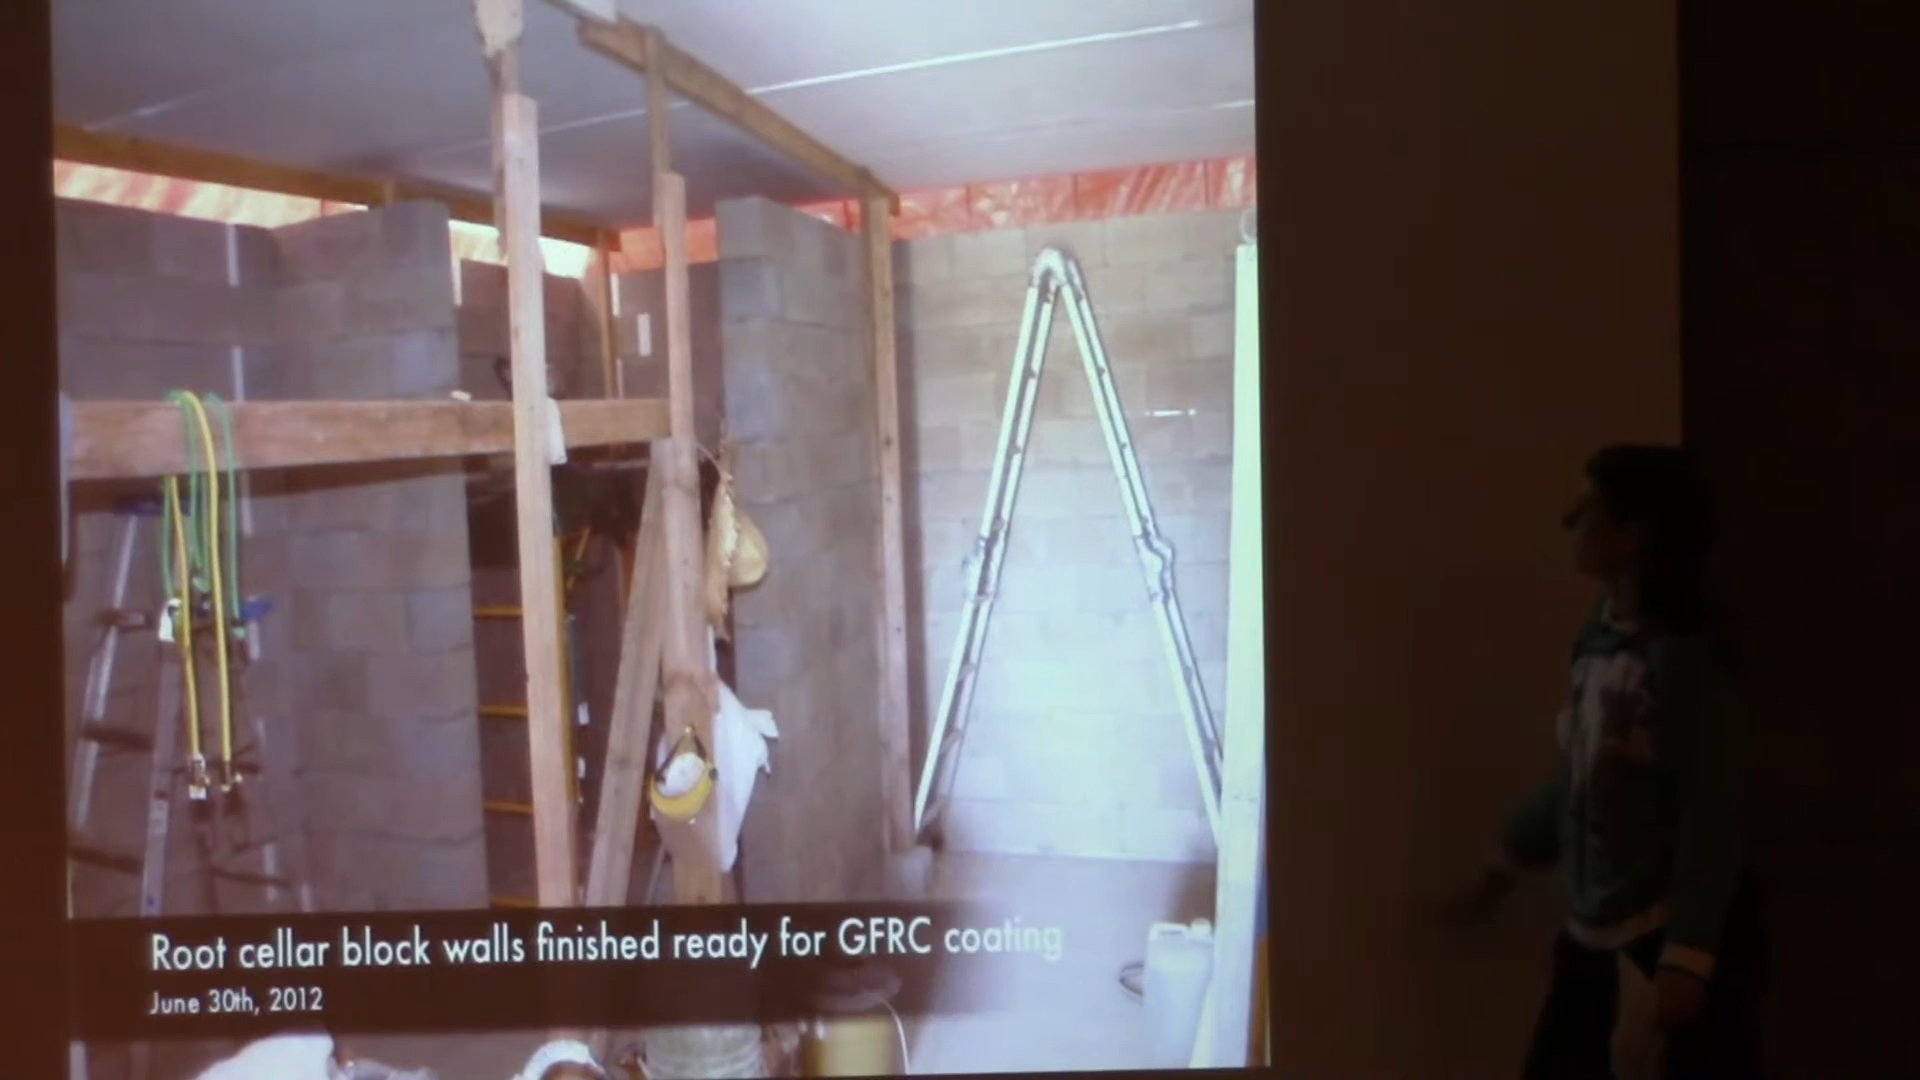 Root cellar block walls finished ready for GFRC coating
June 30th, 2012